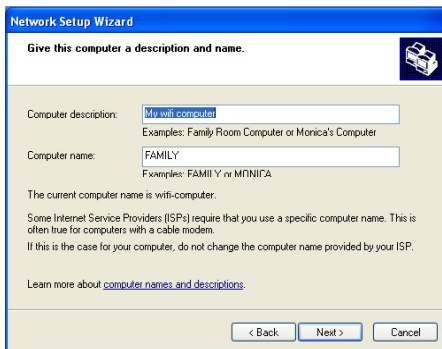 Network Setup Wizard
Give this computer a description and name.
Computer description:
My wifi computer
Examples: Family Room Computer or Monica's Computer
Computer name:
FAMILY
Examples: FAMILY or MONICA
The current computer name is wifi-computer.
Some Internet Service Providers (ISPs) require that you use a specific computer name. This is
often true for computers with a cable modem.
If this is the case for your computer, do not change the computer name provided by your ISP.
Learn more about computer names and descriptions.
< Back
Next >
Cancel